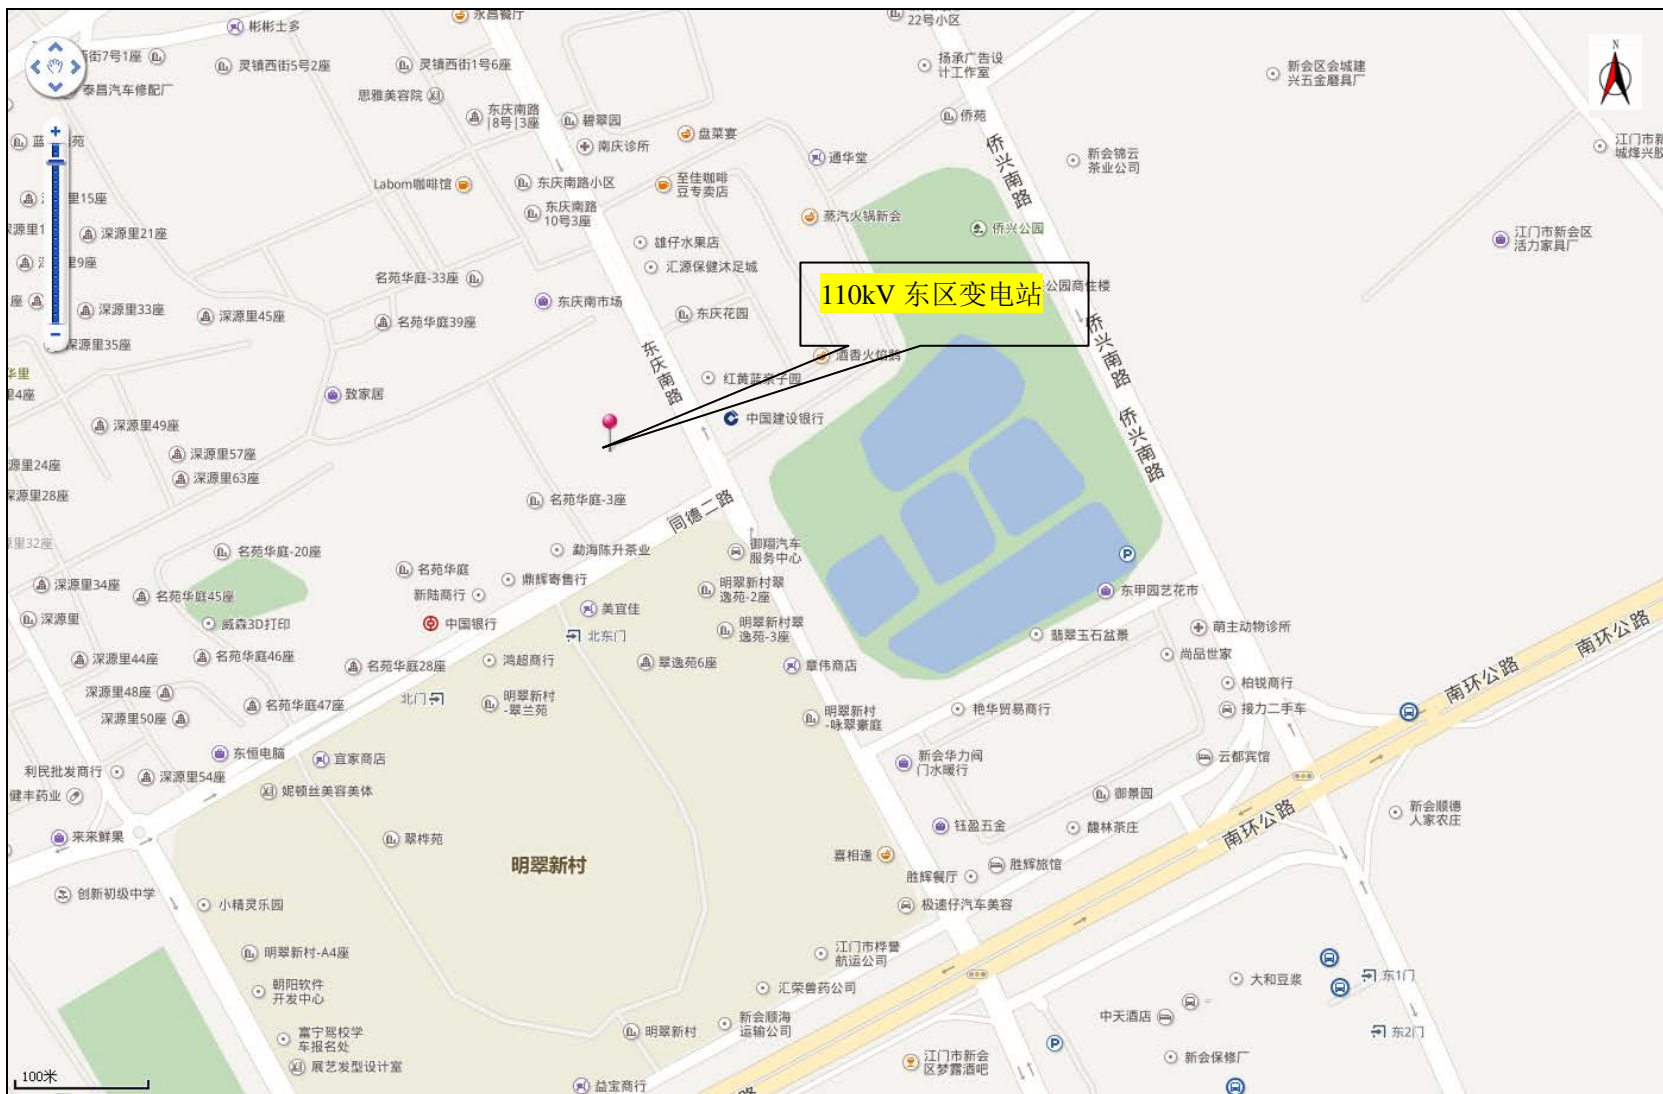 彬彬士多
永昌餐厅
22号小区
街7号1座
灵镇西街5号2座
灵镇西街1号6座
扬承广告设
计工作室
新会区会城建
兴五金磨具厂
N
泰昌汽车修配厂
思雅美容院
东庆南路
|8号|3座
碧翠园
南庆诊所
盘菜宴
侨苑
侨兴南路
新会锦云
茶业公司
江门市新
城烽兴胶
蓝
苑
通华堂
Labom咖啡馆
东庆南路小区
至佳咖啡
豆专卖店
里15座
东庆南路
10号3座
蒸汽火锅新会
侨兴公园
深源里21座
雄仔水果店
江门市新会区
活力家具厂
里9座
汇源保健沐足城
名苑华庭-33座
公园商住楼
110kV 东区变电站
座
深源里33座
深源里45座
名苑华庭39座
东庆南市场
东庆花园
侨兴南路
深源里35座
东庆南路
酒香火焰鹅
华里
里4座
致家居
红黄蓝亲子园
中国建设银行
侨兴南路
深源里49座
深源里57座
源里24座
深源里63座
深源里28座
名苑华庭-3座
同德二路
里32座
名苑华庭-20座
勐海陈升茶业
御翔汽车
服务中心
P
深源里34座
名苑华庭45座
名苑华庭
鼎辉寄售行
新陆商行
明翠新村翠
逸苑-2座
东甲园艺花市
美宜佳
深源里
威森3D打印
中国银行
北东门
明翠新村翠
逸苑-3座
翡翠玉石盆景
萌主动物诊所
南环公路
深源里44座
名苑华庭46座
名苑华庭28座
鸿超商行
翠逸苑6座
章伟商店
尚品世家
南环公路
深源里48座
北门
明翠新村
-翠兰苑
柏锐商行
深源里50座
名苑华庭47座
明翠新村
-咏翠豪庭
艳华贸易商行
接力二手车
东恒电脑
宜家商店
新会华力阀
门水暖行
云都宾馆
利民批发商行
深源里54座
健丰药业
妮顿丝美容美体
御景园
新会顺德
人家农庄
来来鲜果
翠桦苑
钰盈五金
馥林茶庄
南环公路
明翠新村
喜相逢
胜辉旅馆
胜辉餐厅
创新初级中学
小精灵乐园
极速仔汽车美容
明翠新村-A4座
江门市桦誉
航运公司
朝阳软件
开发中心
汇荣兽药公司
大和豆浆
东1门
中天酒店
富宁驾校学
车报名处
明翠新村
新会顺海
运输公司
P
东2门
展艺发型设计室
江门市新会
区梦露酒吧
新会保修厂
100米
益宝商行
路